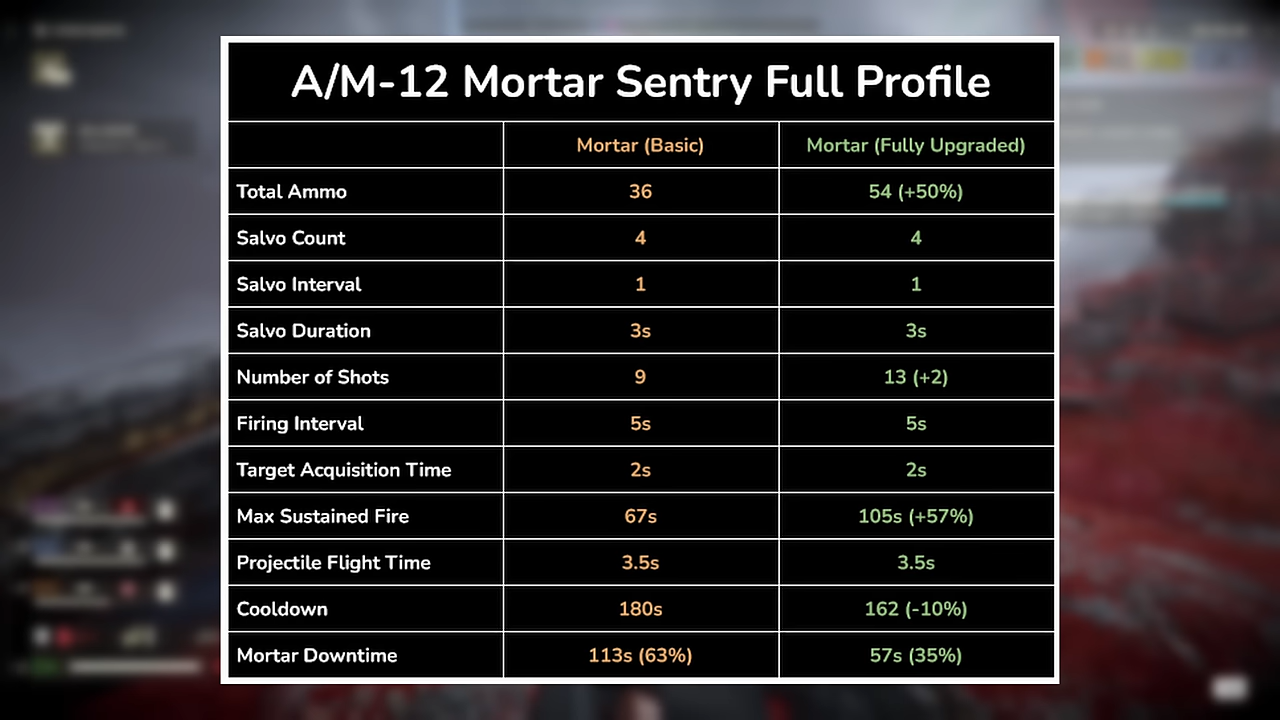 A/M-12 Mortar Sentry Full Profile
Mortar (Basic) Mortar (Fully Upgraded)
Total Ammo 36 54 (+50%)
Salvo Count 4 4
Salvo Interval 1 1
Salvo Duration 3s 3s
Number of Shots 9 13 (+2)
Firing Interval 5s 5s
Target Acquisition Time 2s 2s
Max Sustained Fire 67s 105s (+57%)
Projectile Flight Time 3.5s 3.5s
Cooldown 180s 162 (-10%)
Mortar Downtime 113s (63%) 57s (35%)